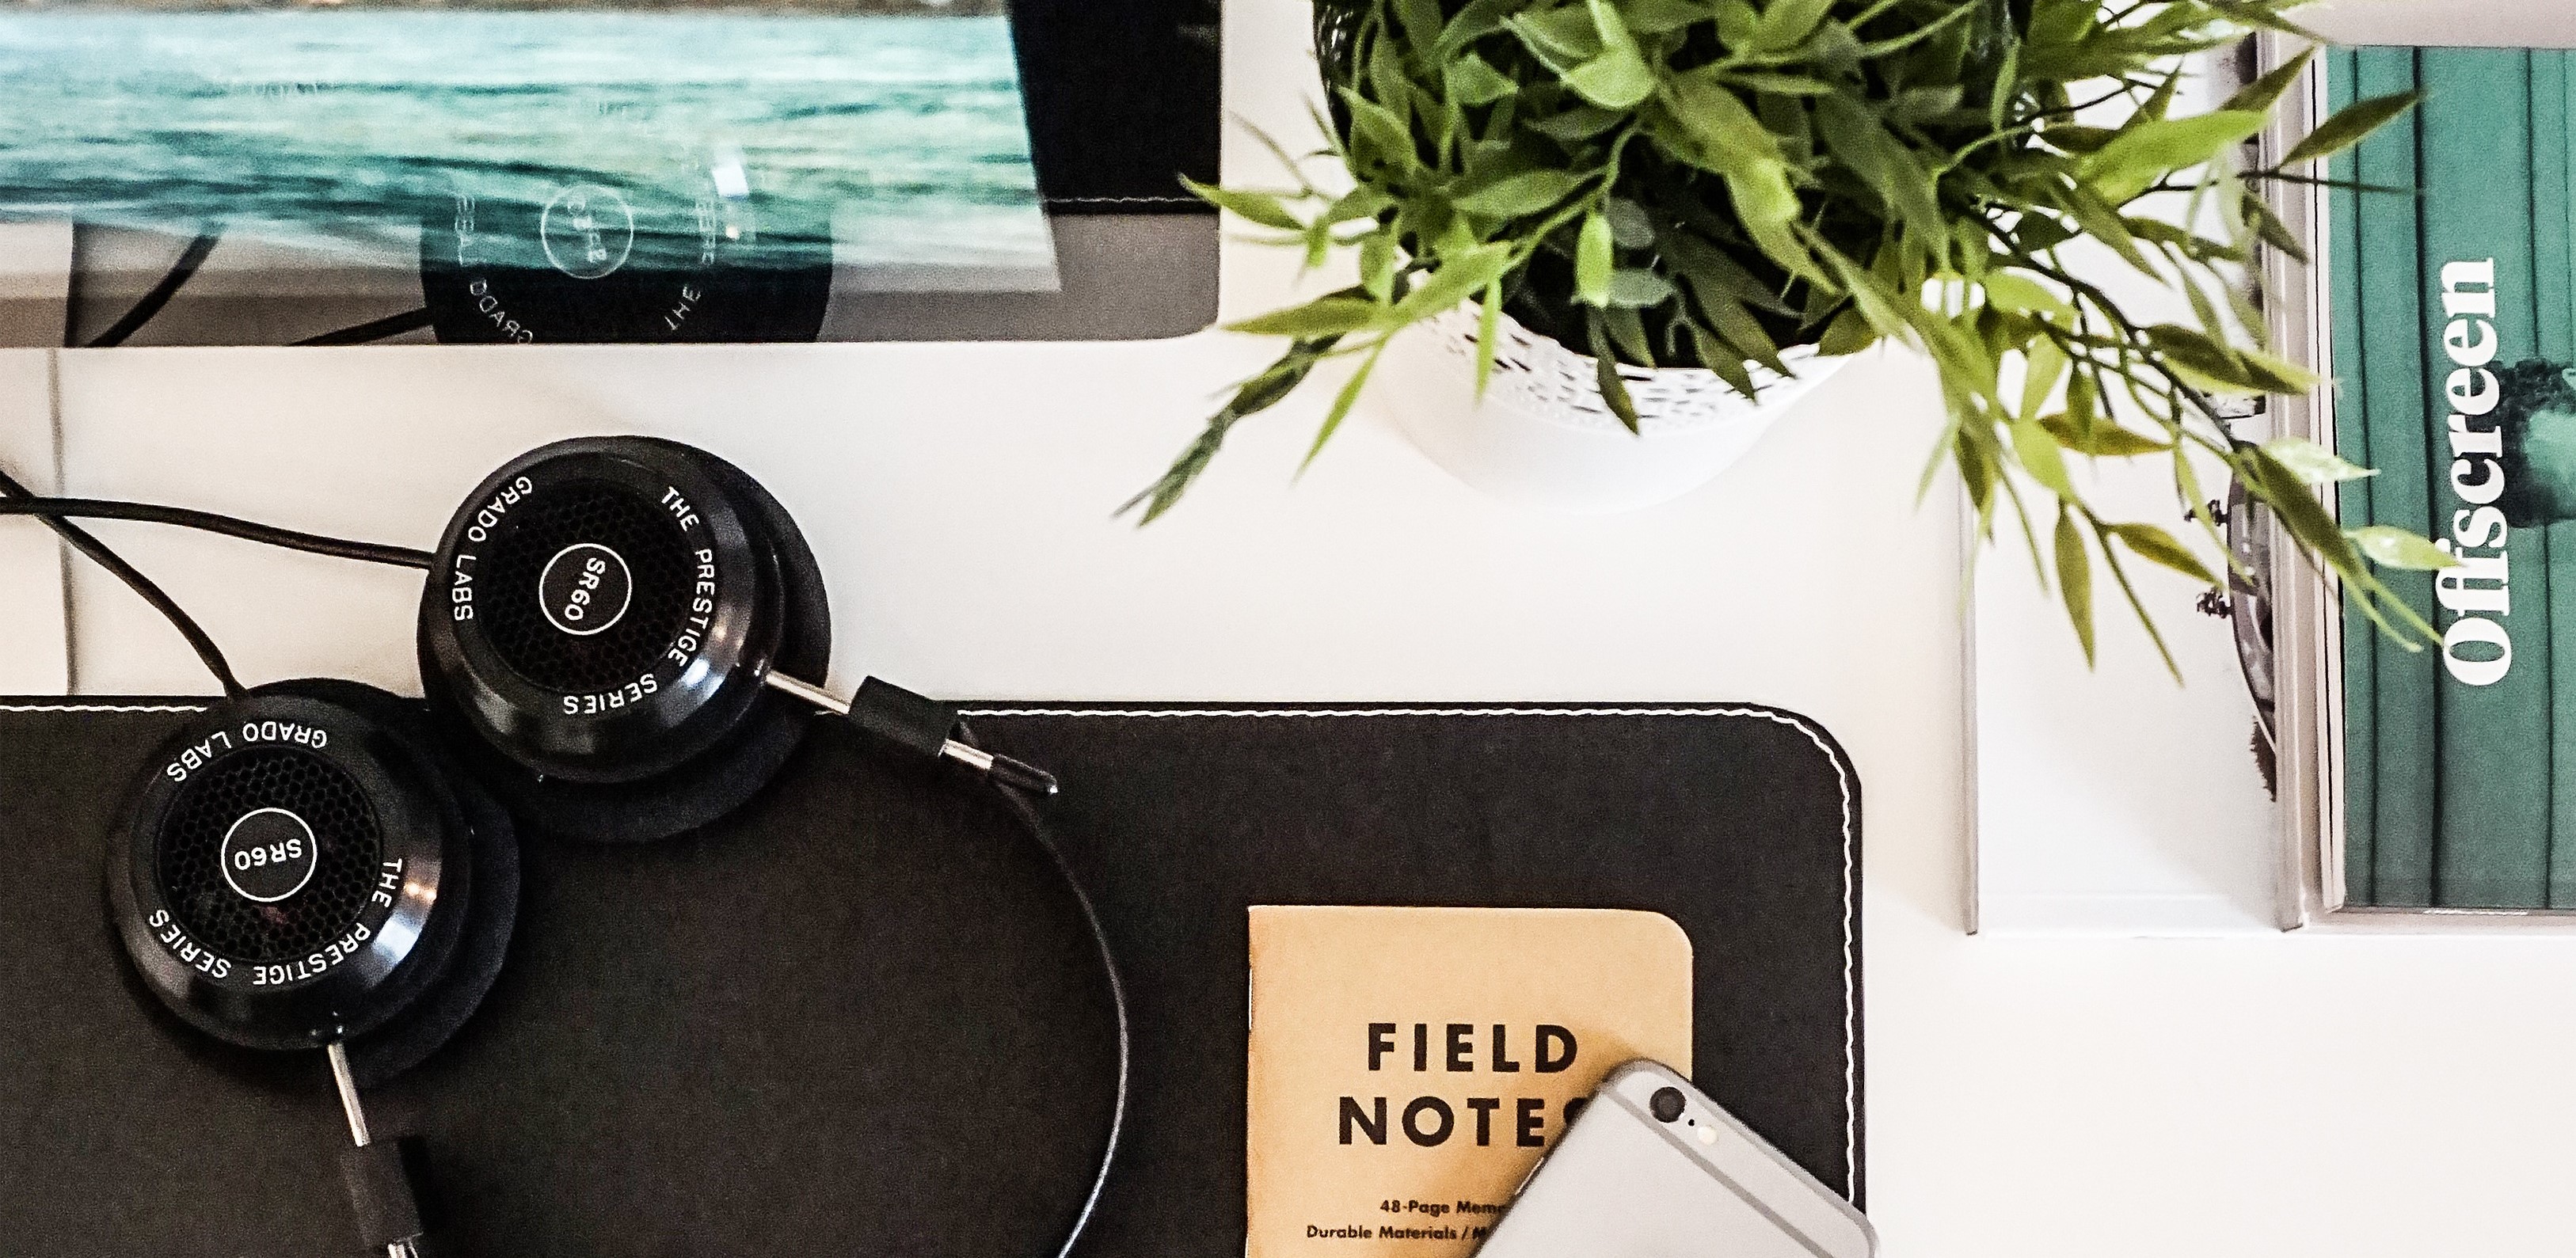 Offscreen
GRADO LABS
THE PRESTIGE SERIES
SR60
GRADO LABS
THE PRESTIGE SERIES
SR60
FIELD
NOTES
48-Page
Durable Materials /